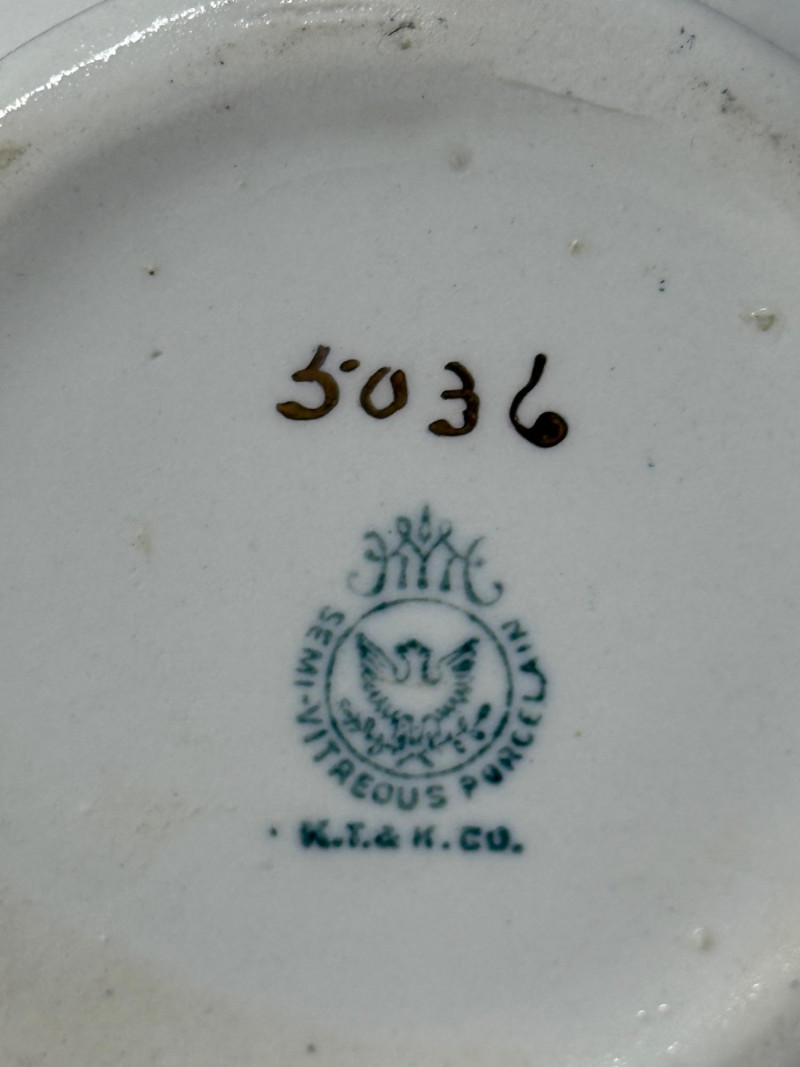 5036
SEMI-VITREOUS PORCELAIN
K.T.& K. CO.